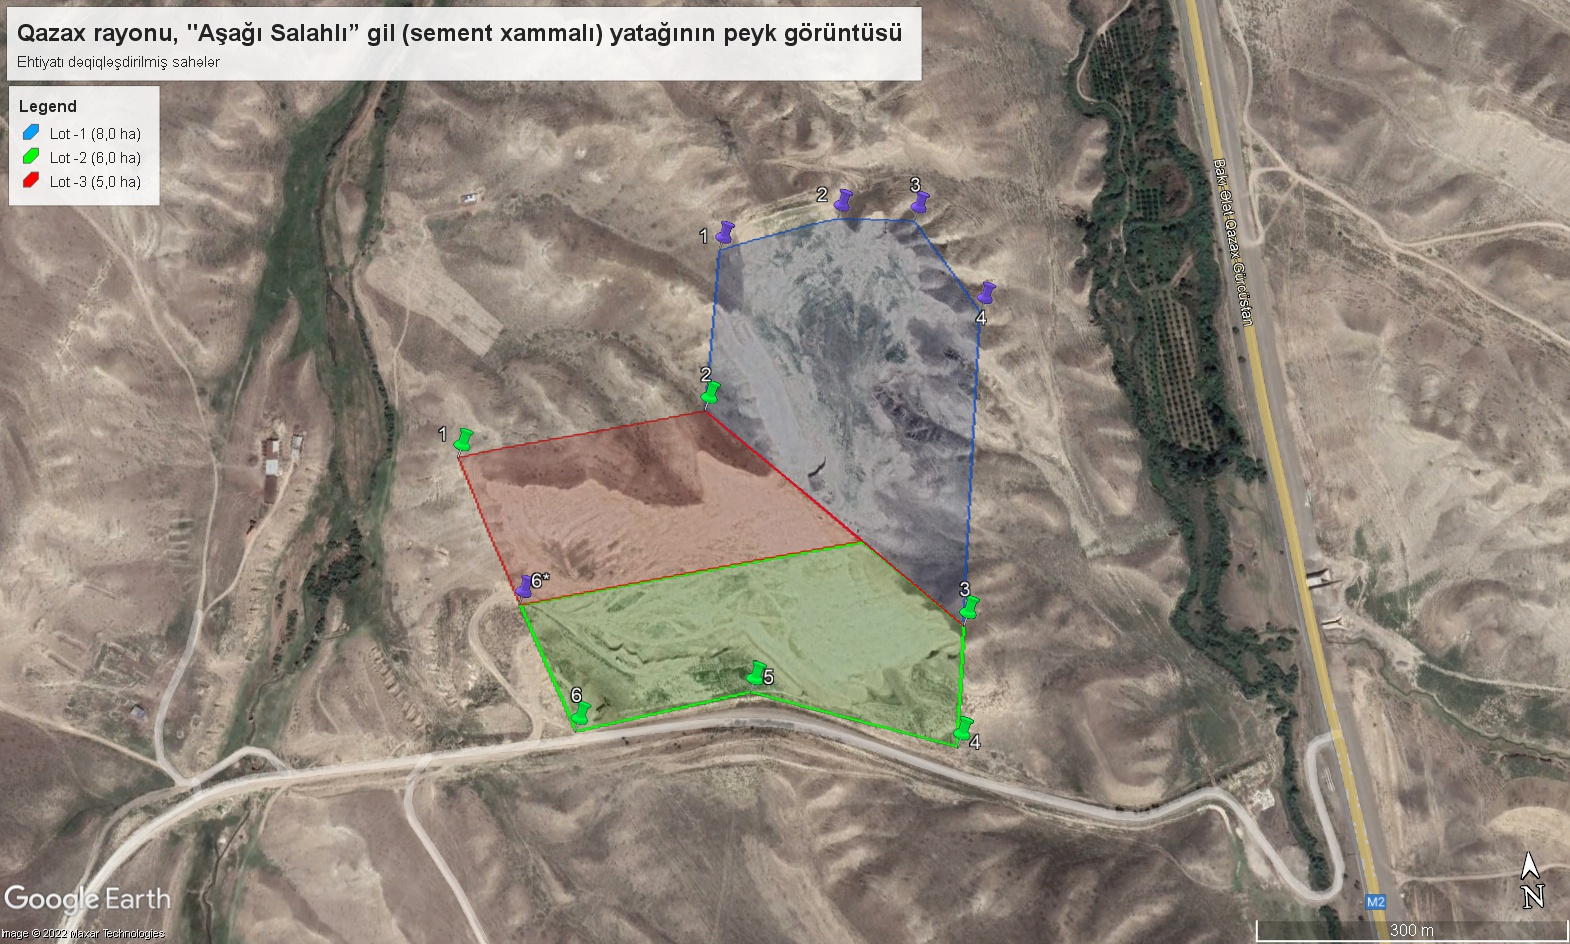 Qazax rayonu, "Aşağı Salahlı” gil (sement xammalı) yatağının peyk görüntüsü
Ehtiyatı dəqiqləşdirilmiş sahələr
Legend
Lot -1 (8,0 ha)
Lot -2 (6,0 ha)
Lot -3 (5,0 ha)
1
2
3
4
2
1
6*
3
5
6
4
Bakı Ələt Qazax Gürcüstan
M2
N
300 m
Google Earth
Image © 2022 Maxar Technologies